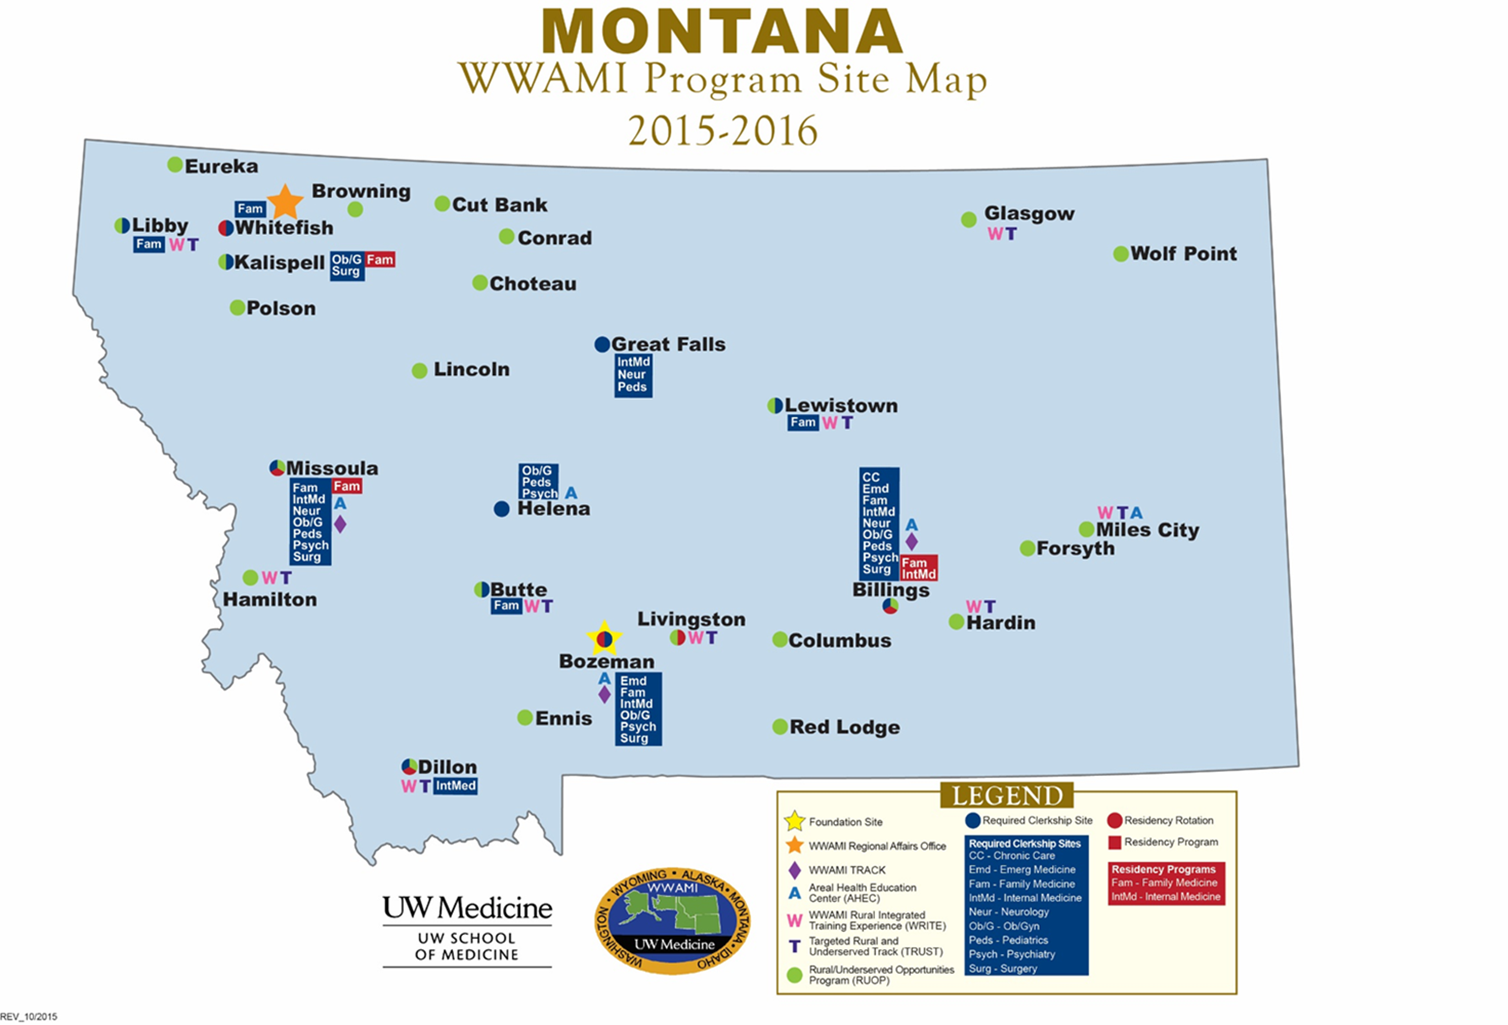 MONTANA
WWAMI Program Site Map
2015-2016
Eureka
Browning
Cut Bank
Fam
Whitefish
Libby
Fam W T
Conrad
Glasgow
W T
Wolf Point
Kalispell
Ob/G
Surg
Fam
Choteau
Polson
Great Falls
IntMd
Neur
Peds
Lincoln
Lewistown
Fam W T
Missoula
Fam
IntMd
Neur
Ob/G
Peds
Psych
Surg
Fam
A
Ob/G
Peds
Psych
A
Helena
CC
Emd
Fam
IntMd
Neur
Ob/G
Peds
Psych
Surg
A
Fam
IntMd
Billings
W T A
Miles City
Forsyth
W T
Hamilton
Butte
Fam W T
Livingston
W T
W T
Hardin
Columbus
Bozeman
A
Emd
Fam
IntMd
Ob/G
Psych
Surg
Ennis
Red Lodge
Dillon
W T IntMed
LEGEND
Foundation Site
WWAMI Regional Affairs Office
WWAMI TRACK
A
Areal Health Education
Center (AHEC)
W
WWAMI Rural Integrated
Training Experience (WRITE)
T
Targeted Rural and
Underserved Track (TRUST)
Rural/Underserved Opportunities
Program (RUOP)
Required Clerkship Site
Required Clerkship Sites
CC - Chronic Care
Emd - Emerg Medicine
Fam - Family Medicine
IntMd - Internal Medicine
Neur - Neurology
Ob/G - Ob/Gyn
Peds - Pediatrics
Psych - Psychiatry
Surg - Surgery
Residency Rotation
Residency Program
Residency Programs
Fam - Family Medicine
IntMd - Internal Medicine
UW Medicine
UW SCHOOL
OF MEDICINE
WASHINGTON • WYOMING • ALASKA • MONTANA • IDAHO
WWAMI
UW Medicine
REV_10/2015